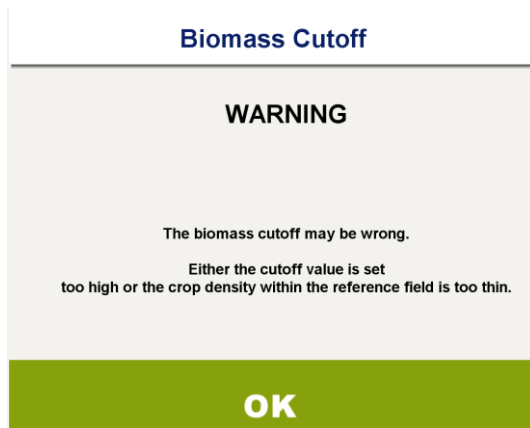 Biomass Cutoff
WARNING
The biomass cutoff may be wrong.
Either the cutoff value is set
too high or the crop density within the reference field is too thin.
OK